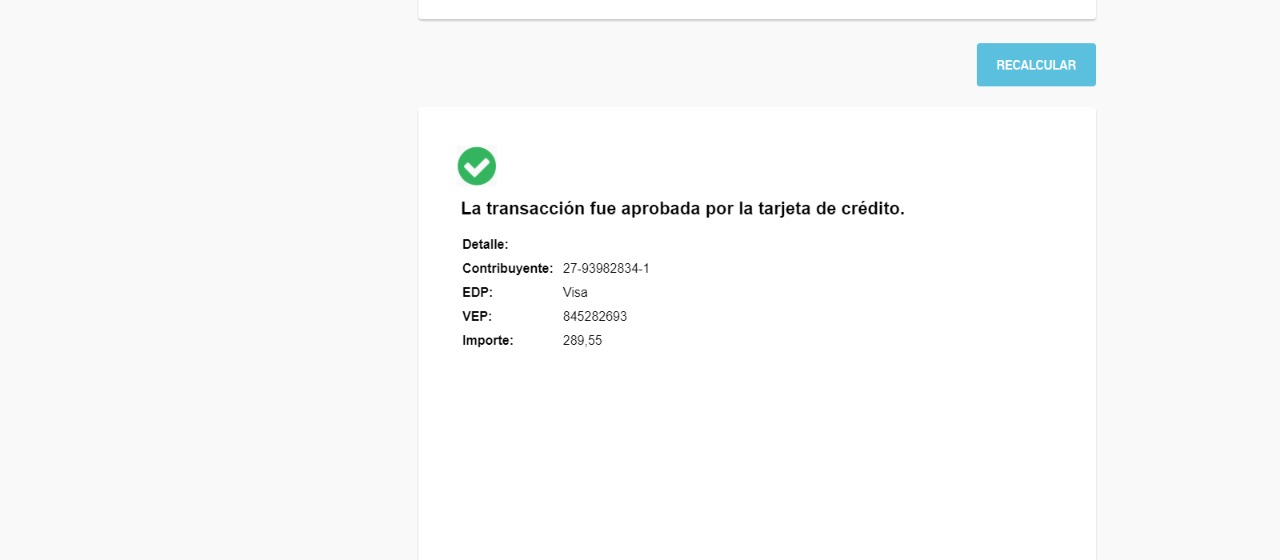 RECALCULAR
La transacción fue aprobada por la tarjeta de crédito.
Detalle:
Contribuyente: 27-93982834-1
EDP: Visa
VEP: 845282693
Importe: 289,55